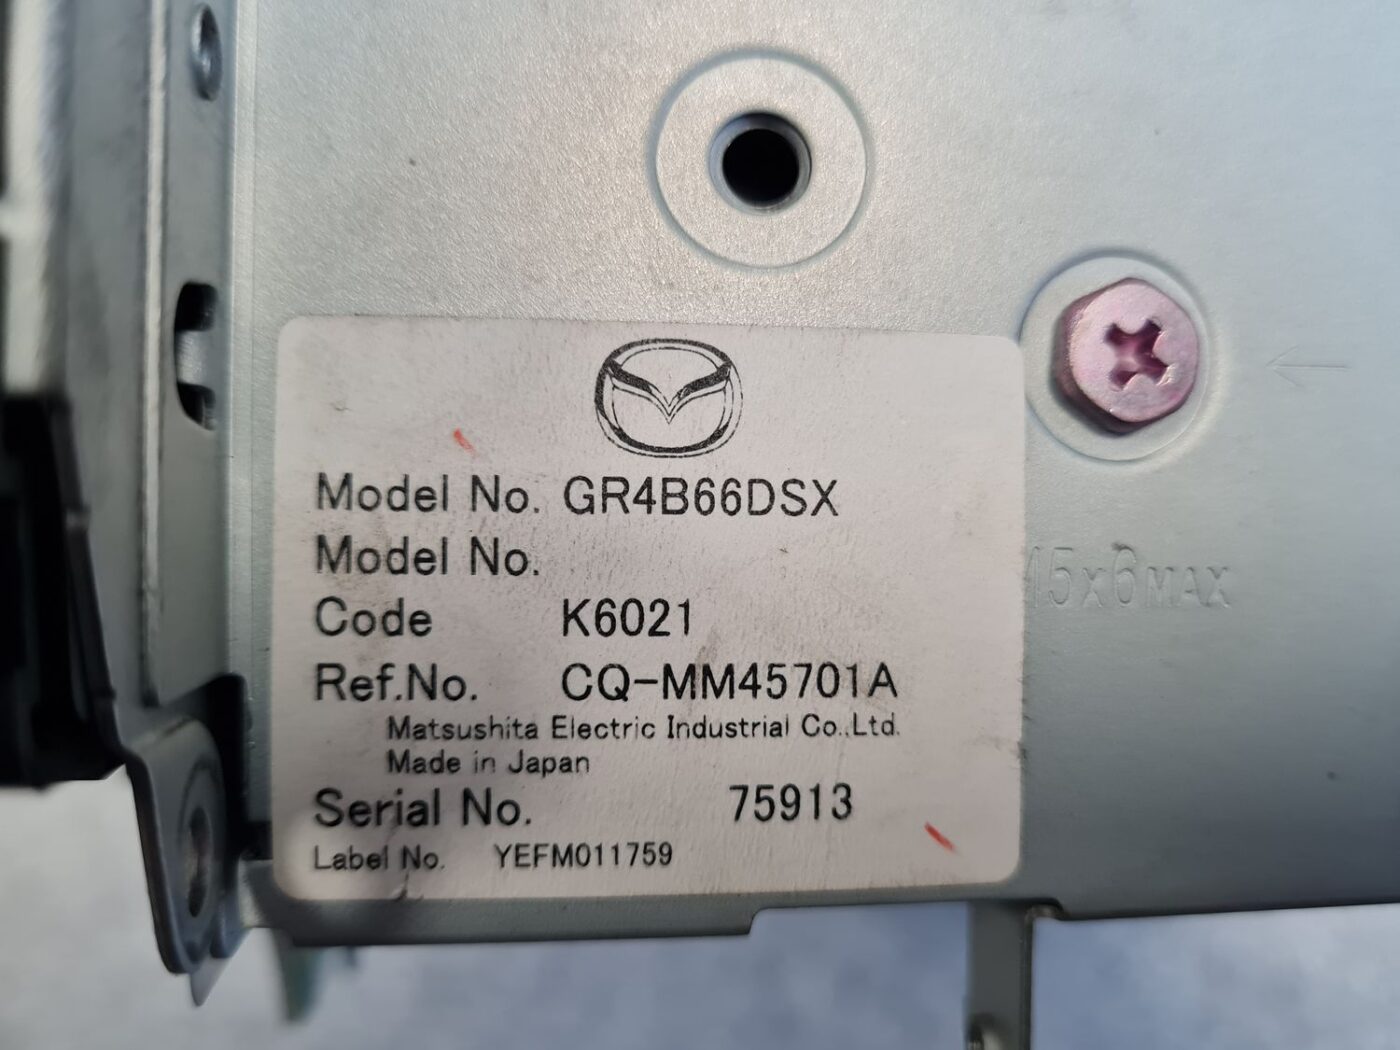 Model No. GR4B66DSX
Model No.
Code K6021
Ref.No. CQ-MM45701A
Matsushita Electric Industrial Co.,Ltd.
Made in Japan
Serial No. 75913
Label No. YEFM011759
5x6MAX